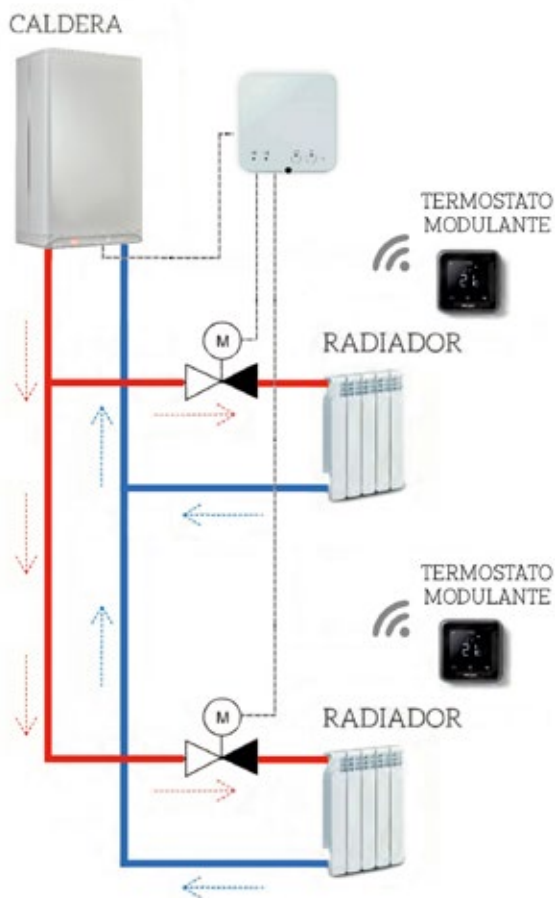 CALDERA
TERMOSTATO
MODULANTE
M
RADIADOR
TERMOSTATO
MODULANTE
M
RADIADOR